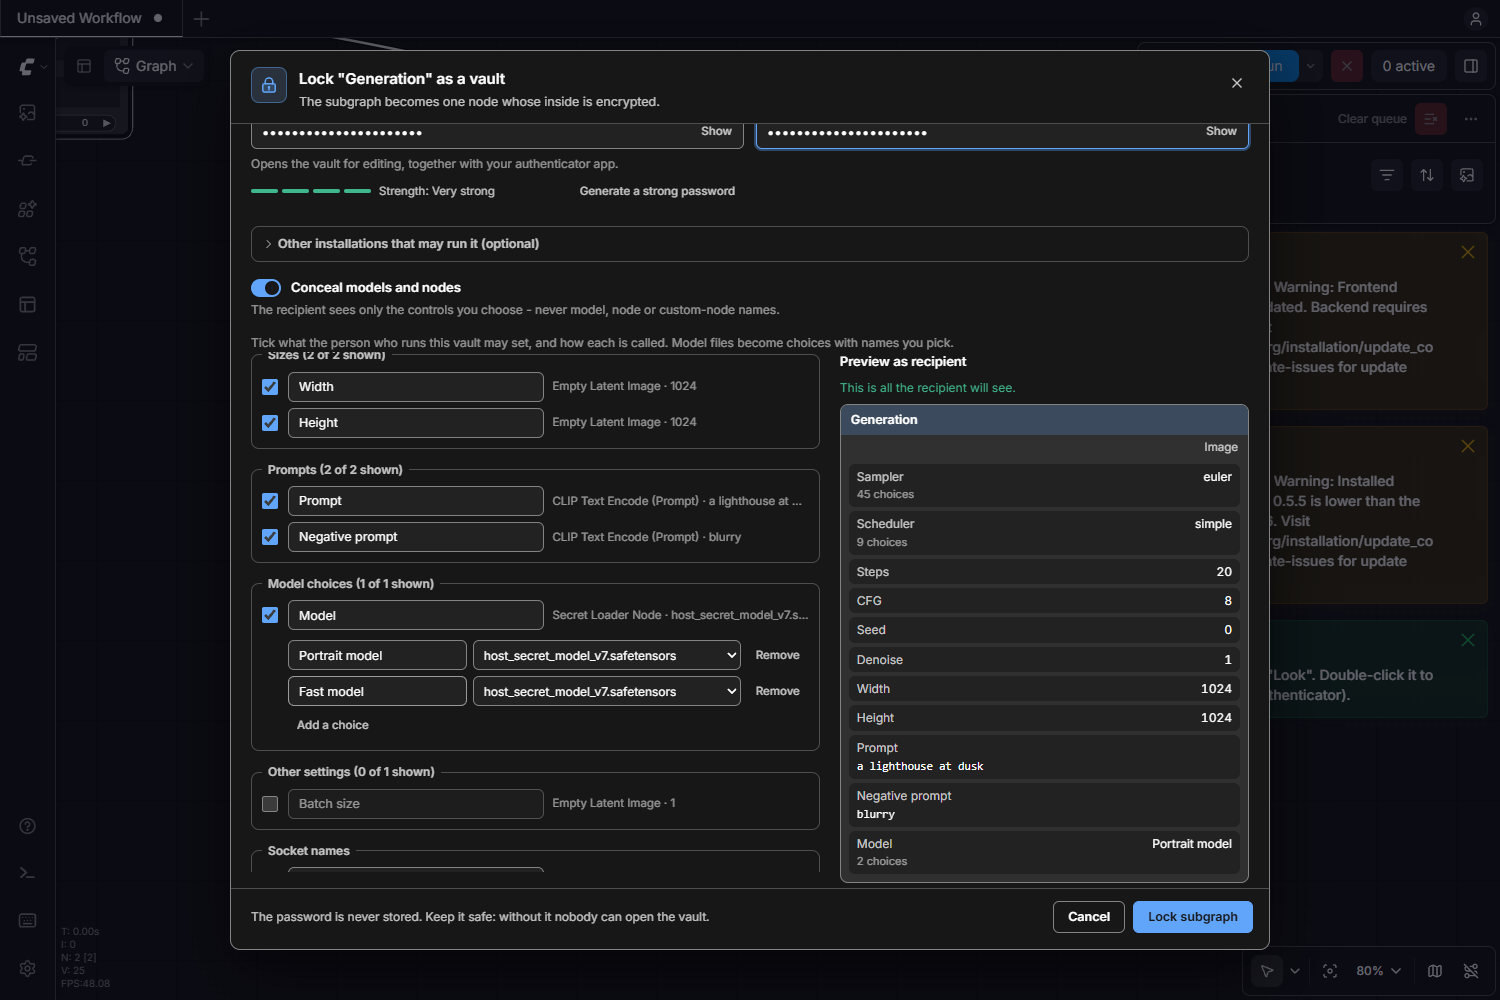 Unsaved Workflow
Graph
0
un
0 active
Clear queue
Lock "Generation" as a vault
The subgraph becomes one node whose inside is encrypted.
Show
Show
Opens the vault for editing, together with your authenticator app.
Strength: Very strong
Generate a strong password
Other installations that may run it (optional)
Conceal models and nodes
The recipient sees only the controls you choose - never model, node or custom-node names.
Tick what the person who runs this vault may set, and how each is called. Model files become choices with names you pick.
Sizes (2 of 2 shown)
Width
Empty Latent Image · 1024
Height
Empty Latent Image · 1024
Prompts (2 of 2 shown)
Prompt
CLIP Text Encode (Prompt) · a lighthouse at ...
Negative prompt
CLIP Text Encode (Prompt) · blurry
Model choices (1 of 1 shown)
Model
Secret Loader Node · host_secret_model_v7.s...
Portrait model
host_secret_model_v7.safetensors
Remove
Fast model
host_secret_model_v7.safetensors
Remove
Add a choice
Other settings (0 of 1 shown)
Batch size
Empty Latent Image · 1
Socket names
Preview as recipient
This is all the recipient will see.
Generation
Image
Sampler
euler
45 choices
Scheduler
simple
9 choices
Steps
20
CFG
8
Seed
0
Denoise
1
Width
1024
Height
1024
Prompt
a lighthouse at dusk
Negative prompt
blurry
Model
Portrait model
2 choices
The password is never stored. Keep it safe: without it nobody can open the vault.
Cancel
Lock subgraph
Warning: Frontend
lated. Backend requires
rg/installation/update_co
te-issues for update
Warning: Installed
0.5.5 is lower than the
. Visit
rg/installation/update_co
te-issues for update
"Look". Double-click it to
thenticator).
T: 0.00s
I: 0
N: 2 [2]
V: 25
FPS:48.08
80%